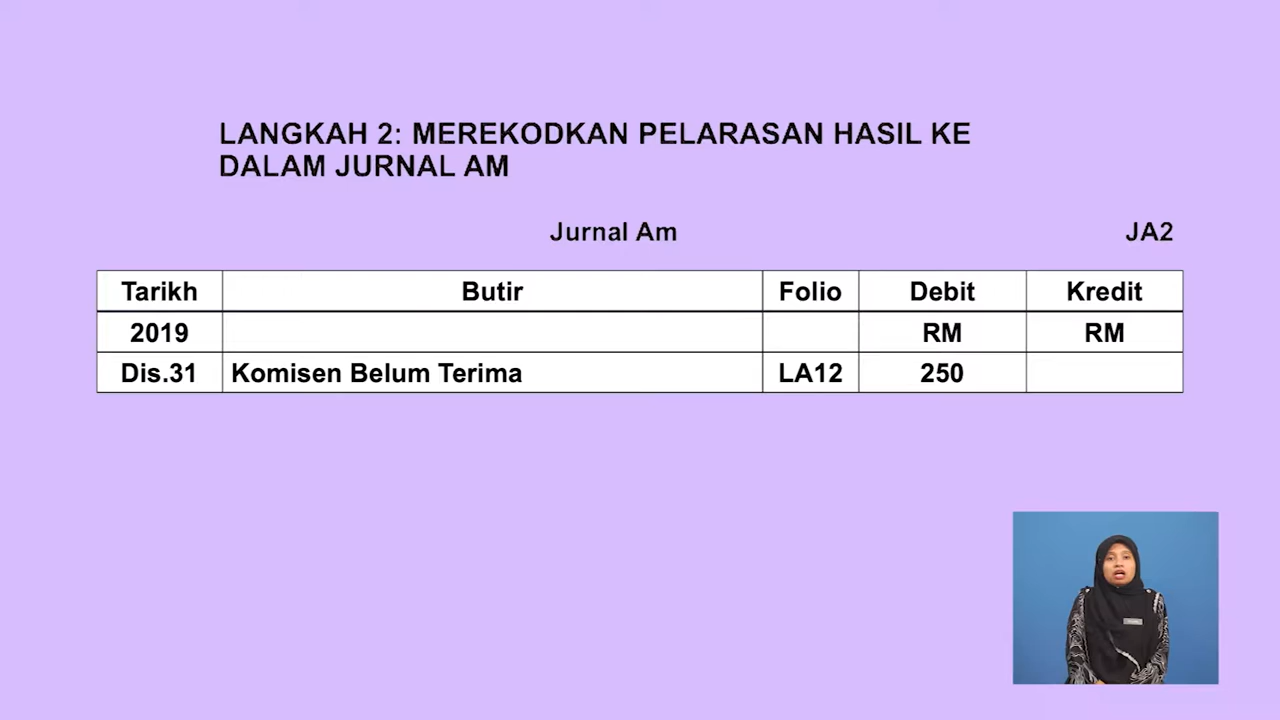 LANGKAH 2: MEREKODKAN PELARASAN HASIL KE
DALAM JURNAL AM
Jurnal Am JA2
Tarikh Butir Folio Debit Kredit
2019 RM RM
Dis.31 Komisen Belum Terima LA12 250